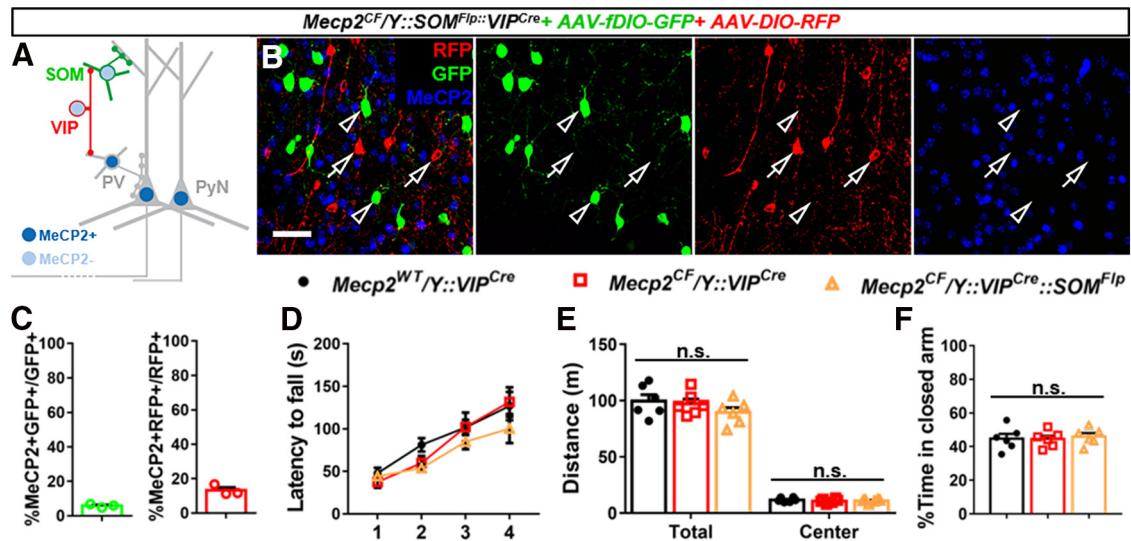 Mecp2CF/Y::SOMFlp::VIPCre+ AAV-fDIO-GFP+ AAV-DIO-RFP
A
SOM
VIP
PV
PyN
MeCP2+
MeCP2-
B
RFP
GFP
MeCP2
Mecp2WT/Y::VIPCre
Mecp2CF/Y::VIPCre
Mecp2CF/Y::VIPCre::SOMFlp
C
%MeCP2+GFP+/GFP+
100
80
60
40
20
0
%MeCP2+RFP+/RFP+
100
80
60
40
20
0
D
Latency to fall (s)
200
150
100
50
0
1 2 3 4
E
Distance (m)
150
100
50
0
n.s.
n.s.
Total Center
F
%Time in closed arm
100
80
60
40
20
0
n.s.